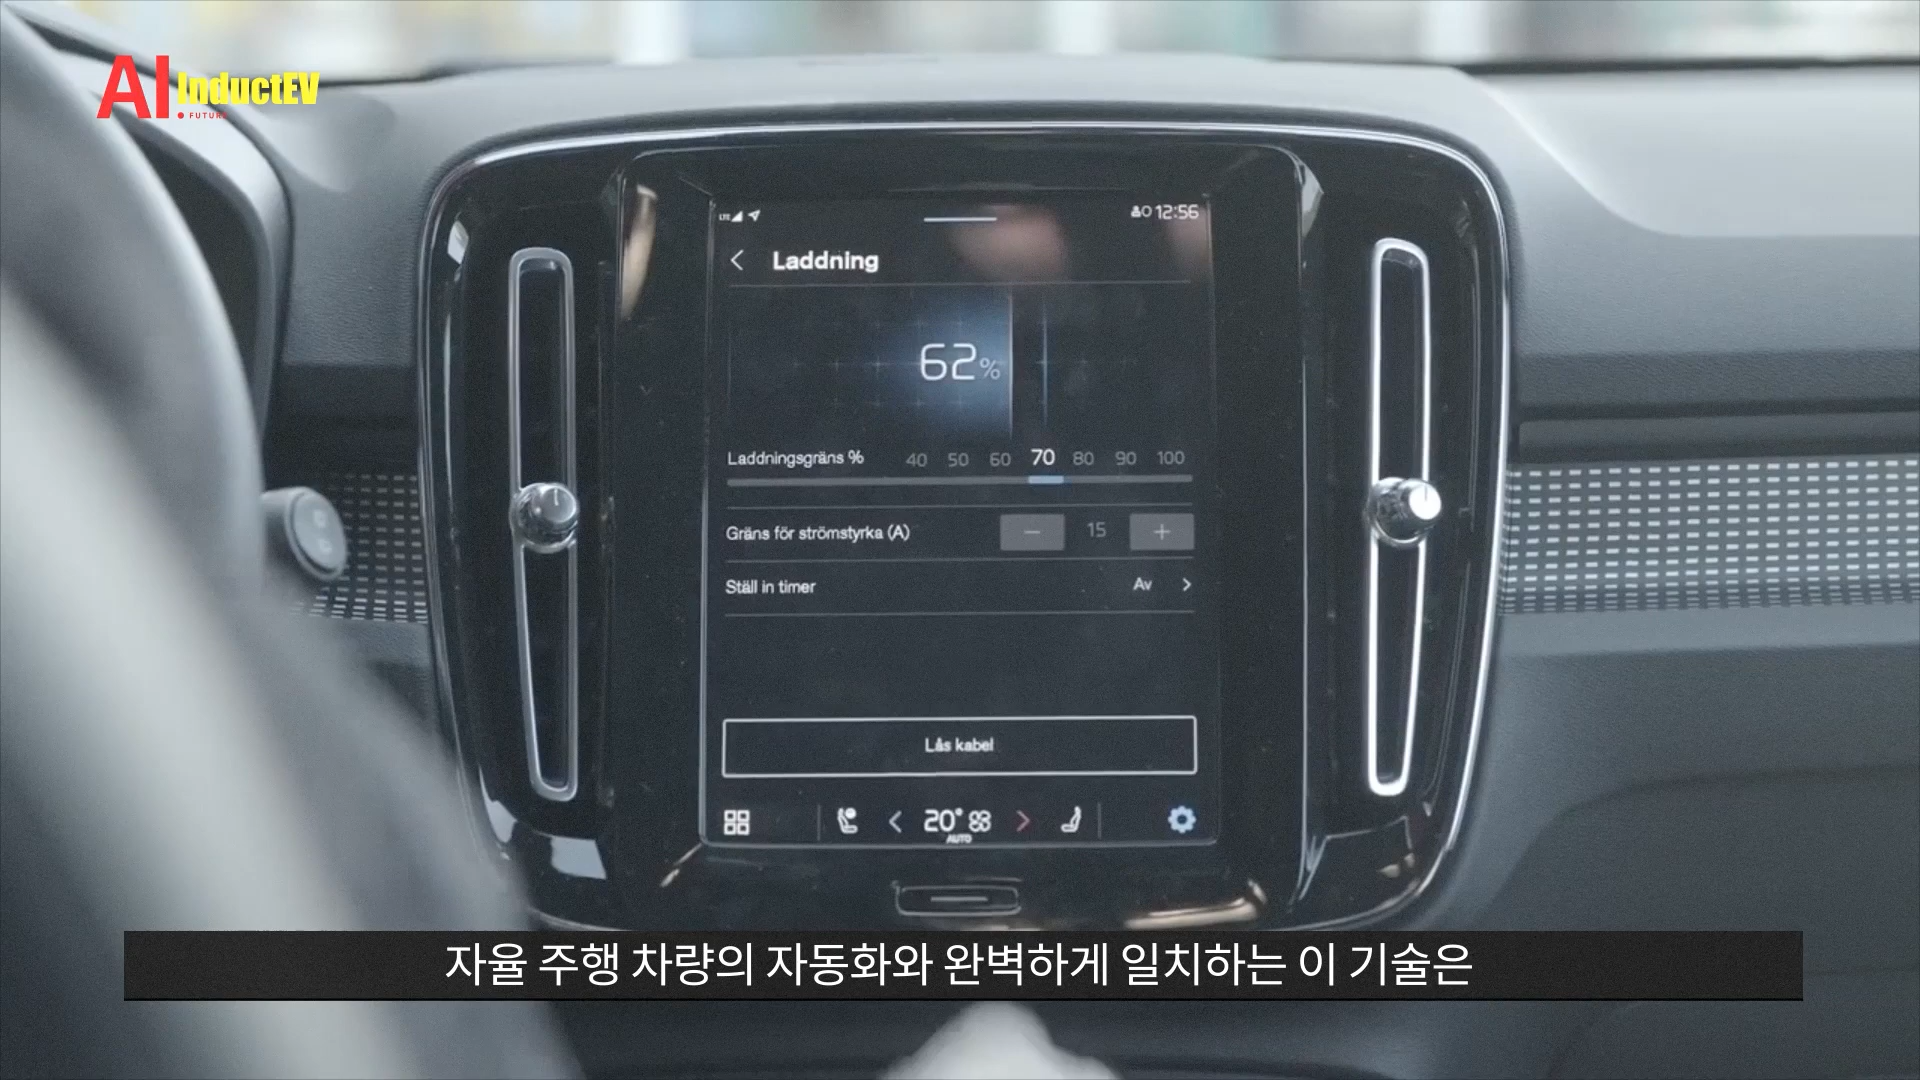 AI InductEV
FUTURE
LTE 0 12:56
Laddning
62%
Laddningsgräns % 40 50 60 70 80 90 100
Gräns för strömstyrka (A) − 15 +
Ställ in timer Av
Lås kabel
20°
AUTO
자율 주행 차량의 자동화와 완벽하게 일치하는 이 기술은